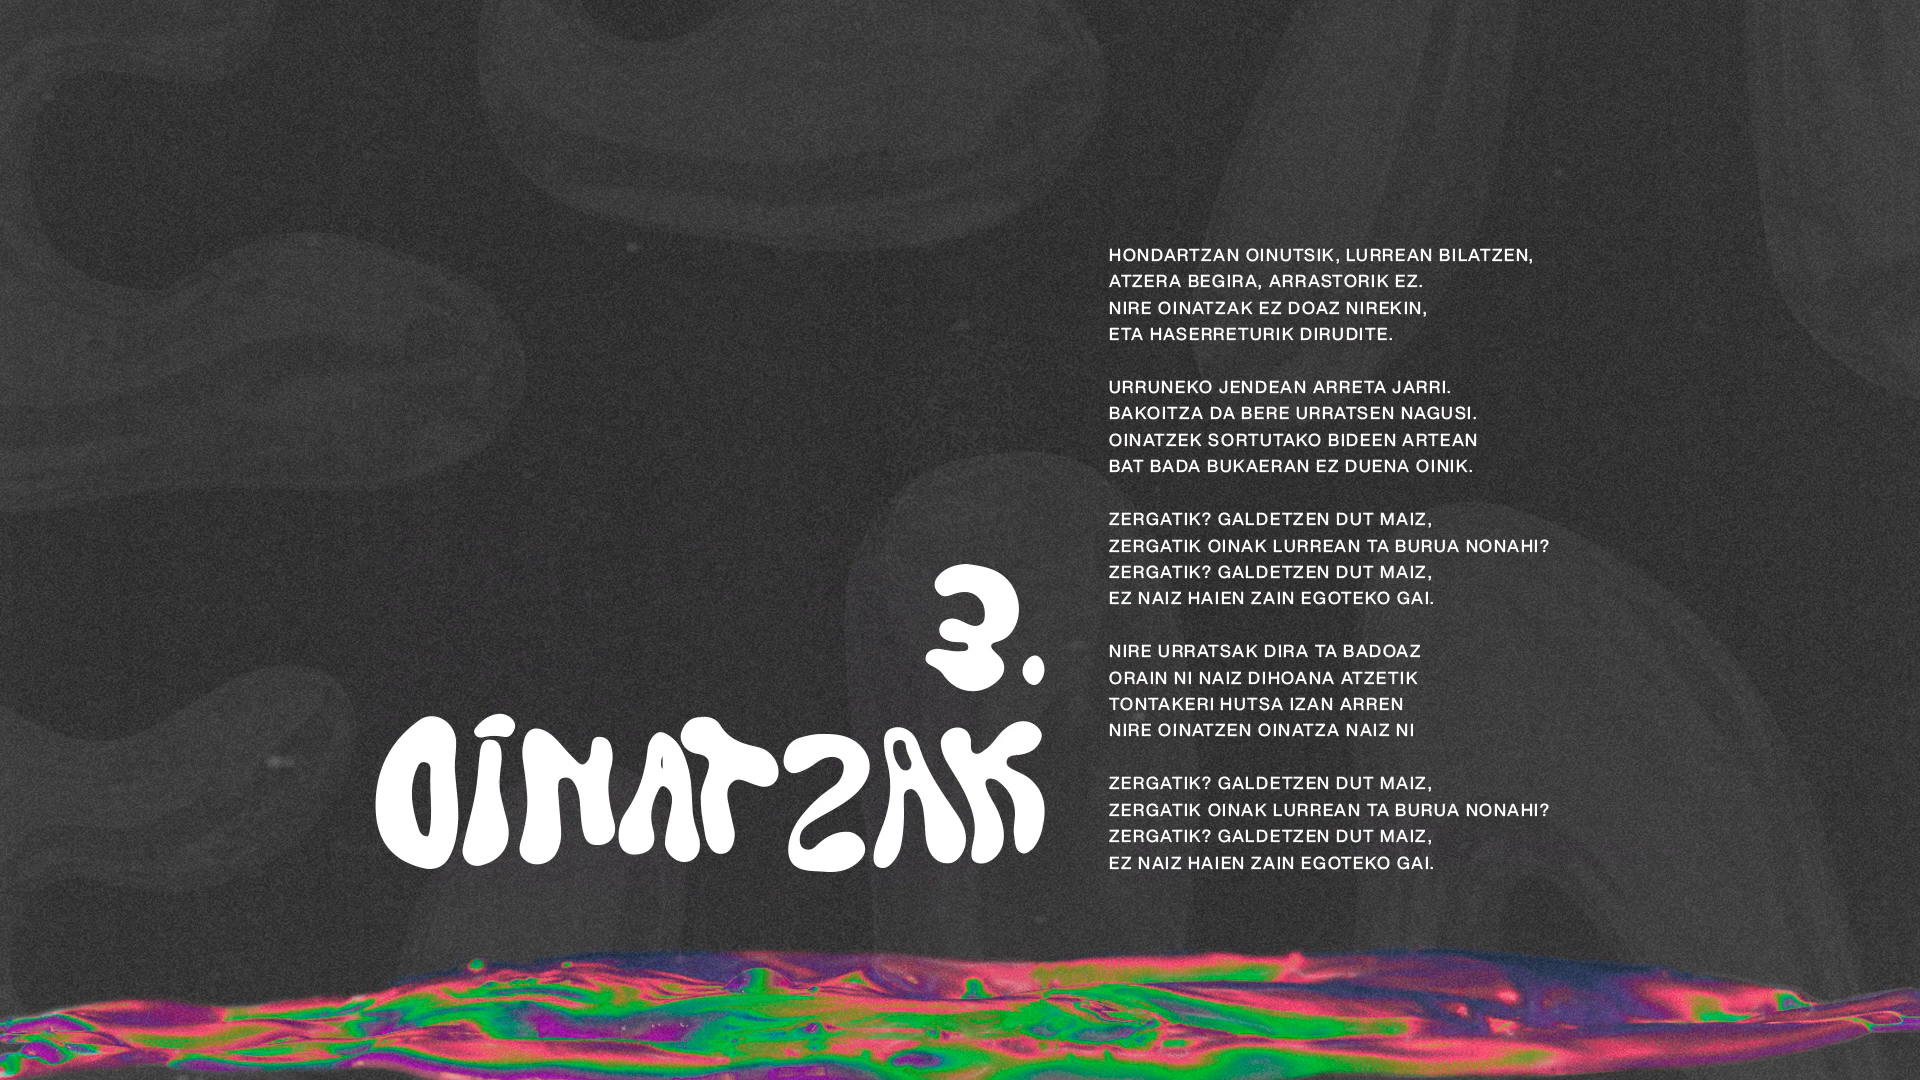 3.
OINATZAK
HONDARTZAN OINUTSIK, LURREAN BILATZEN,
ATZERA BEGIRA, ARRASTORIK EZ.
NIRE OINATZAK EZ DOAZ NIREKIN,
ETA HASERRETURIK DIRUDITE.
URRUNEKO JENDEAN ARRETA JARRI.
BAKOITZA DA BERE URRATSEN NAGUSI.
OINATZEK SORTUTAKO BIDEEN ARTEAN
BAT BADA BUKAERAN EZ DUENA OINIK.
ZERGATIK? GALDETZEN DUT MAIZ,
ZERGATIK OINAK LURREAN TA BURUA NONAHI?
ZERGATIK? GALDETZEN DUT MAIZ,
EZ NAIZ HAIEN ZAIN EGOTEKO GAI.
NIRE URRATSAK DIRA TA BADOAZ
ORAIN NI NAIZ DIHOANA ATZETIK
TONTAKERI HUTSA IZAN ARREN
NIRE OINATZEN OINATZA NAIZ NI
ZERGATIK? GALDETZEN DUT MAIZ,
ZERGATIK OINAK LURREAN TA BURUA NONAHI?
ZERGATIK? GALDETZEN DUT MAIZ,
EZ NAIZ HAIEN ZAIN EGOTEKO GAI.